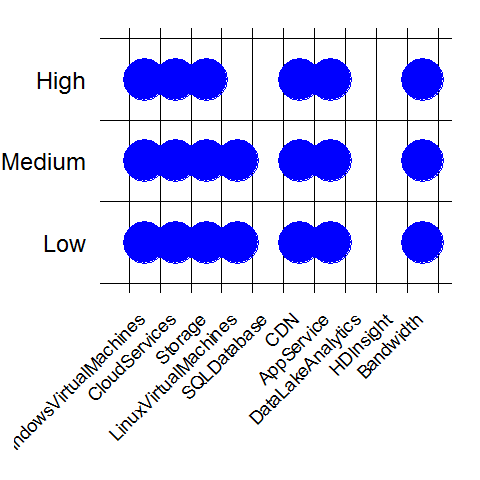 High
Medium
Low
ndowsVirtualMachines
CloudServices
Storage
LinuxVirtualMachines
SQLDatabase
CDN
AppService
DataLakeAnalytics
HDInsight
Bandwidth